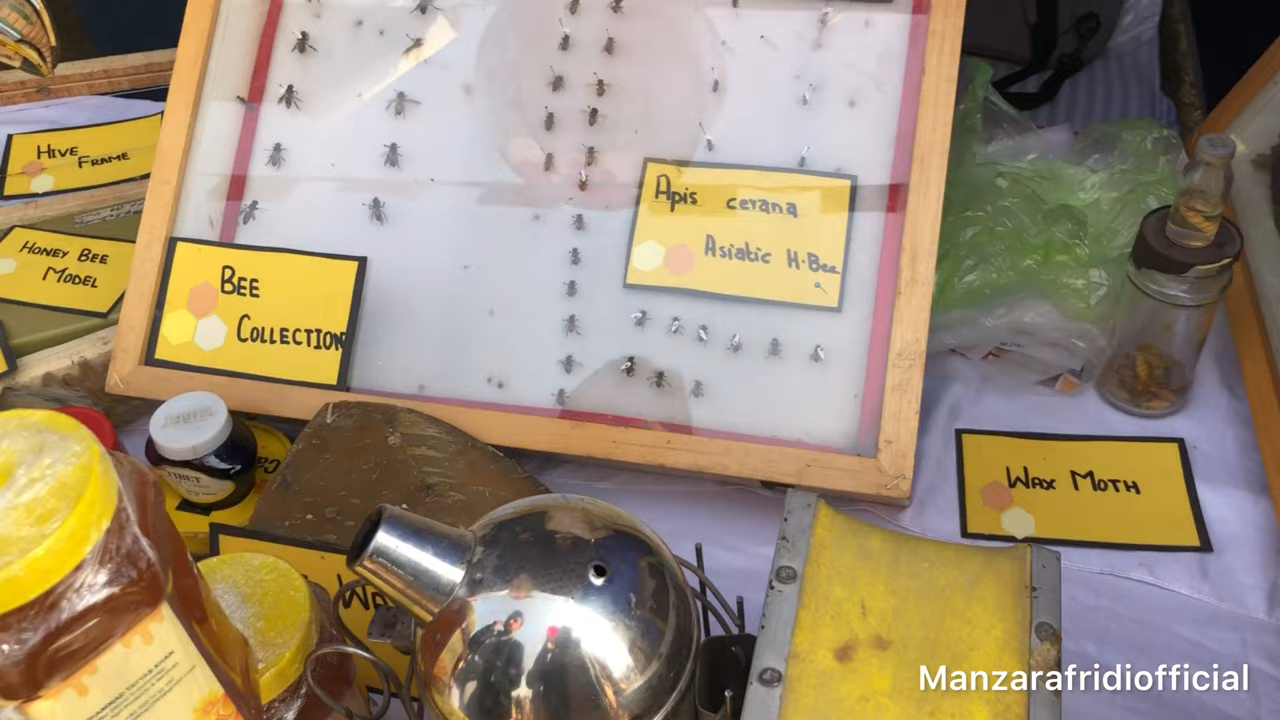 HIVE
FRAME
HONEY BEE
MODEL
BEE
COLLECTION
Apis cerana
Asiatic H.Bee
WAX MOTH
Manzarafridiofficial